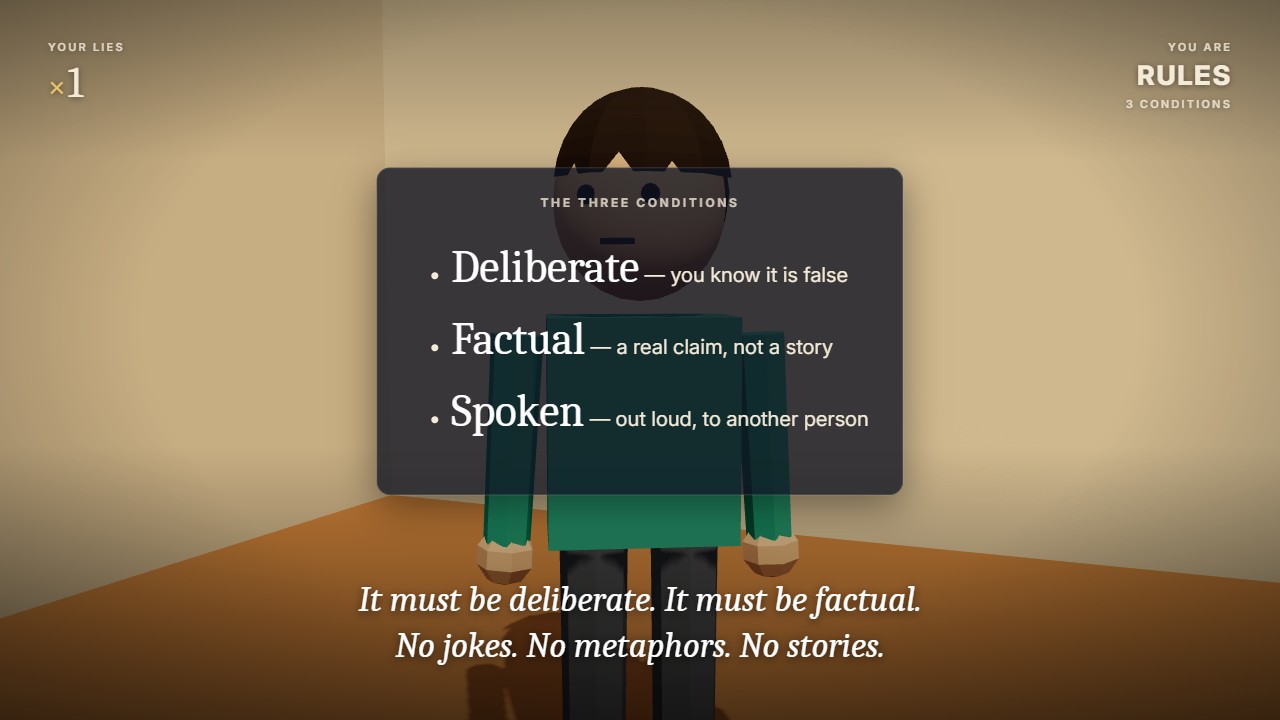 YOUR LIES
×1
YOU ARE
RULES
3 CONDITIONS
THE THREE CONDITIONS
• Deliberate — you know it is false
• Factual — a real claim, not a story
• Spoken — out loud, to another person
It must be deliberate. It must be factual.
No jokes. No metaphors. No stories.